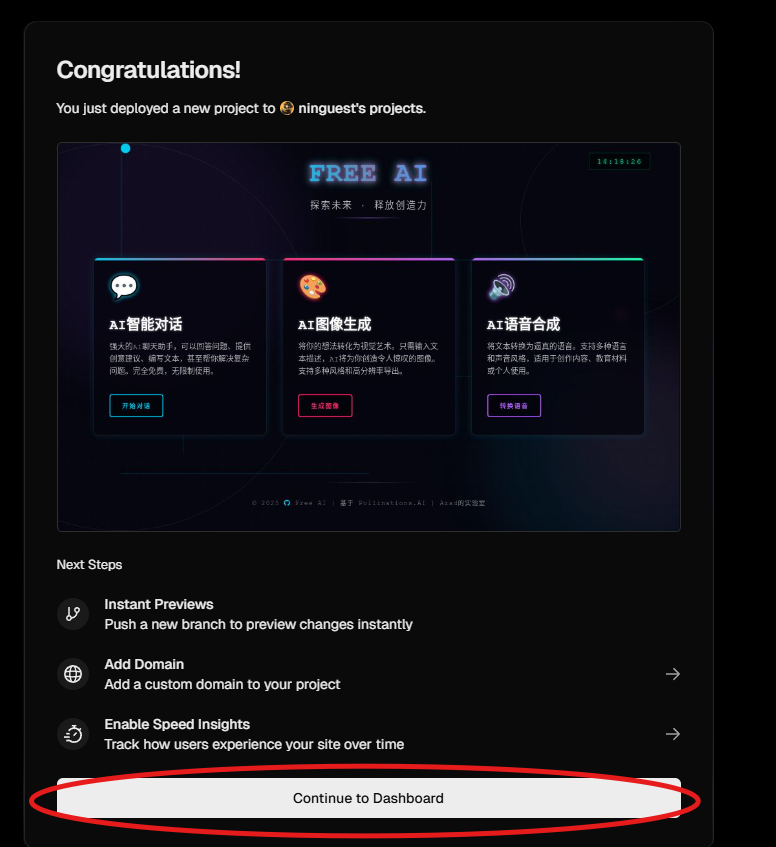 Congratulations!
You just deployed a new project to ninguest's projects.
FREE AI
14:18:26
探索未来 · 释放创造力
AI智能对话
强大的AI聊天助手，可以回答问题、提供
创意建议、编写文本，甚至帮你解决复杂
问题。完全免费，无限制使用。
开始对话
AI图像生成
将你的想法转化为视觉艺术。只需输入文
本描述，AI将为你创造令人惊叹的图像。
支持多种风格和高分辨率导出。
生成图像
AI语音合成
将文本转换为逼真的语音。支持多种语言
和声音风格，适用于创作内容、教育材料
或个人使用。
转换语音
© 2025 Free AI | 基于 Pollinations.AI | Azad的实验室
Next Steps
Instant Previews
Push a new branch to preview changes instantly
Add Domain
Add a custom domain to your project
Enable Speed Insights
Track how users experience your site over time
Continue to Dashboard